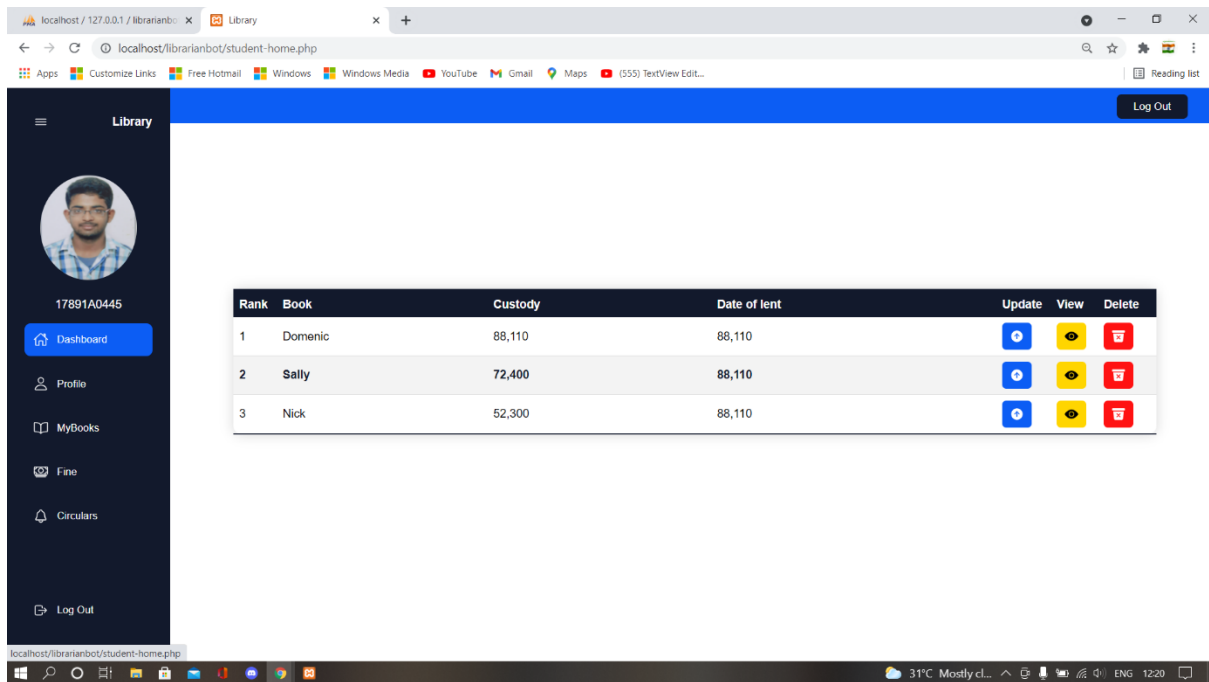 localhost / 127.0.0.1 / librarianbo
Library
localhost/librarianbot/student-home.php
Apps Customize Links Free Hotmail Windows Windows Media YouTube Gmail Maps (555) TextView Edit... Reading list
Log Out
Library
17891A0445
Dashboard
Profile
MyBooks
Fine
Circulars
Log Out
Rank Book Custody Date of lent Update View Delete
1 Domenic 88,110 88,110
2 Sally 72,400 88,110
3 Nick 52,300 88,110
localhost/librarianbot/student-home.php
31°C Mostly cl... ENG 12:20